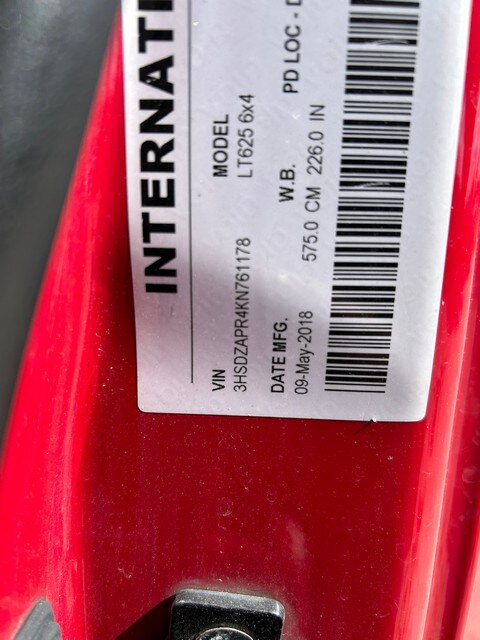 INTERNATI
MODEL
VIN
LT625 6x4
3HSDZAPR4KN761178
W.B.
DATE MFG.
PD LOC - D
575.0 CM 226.0 IN
09-May-2018